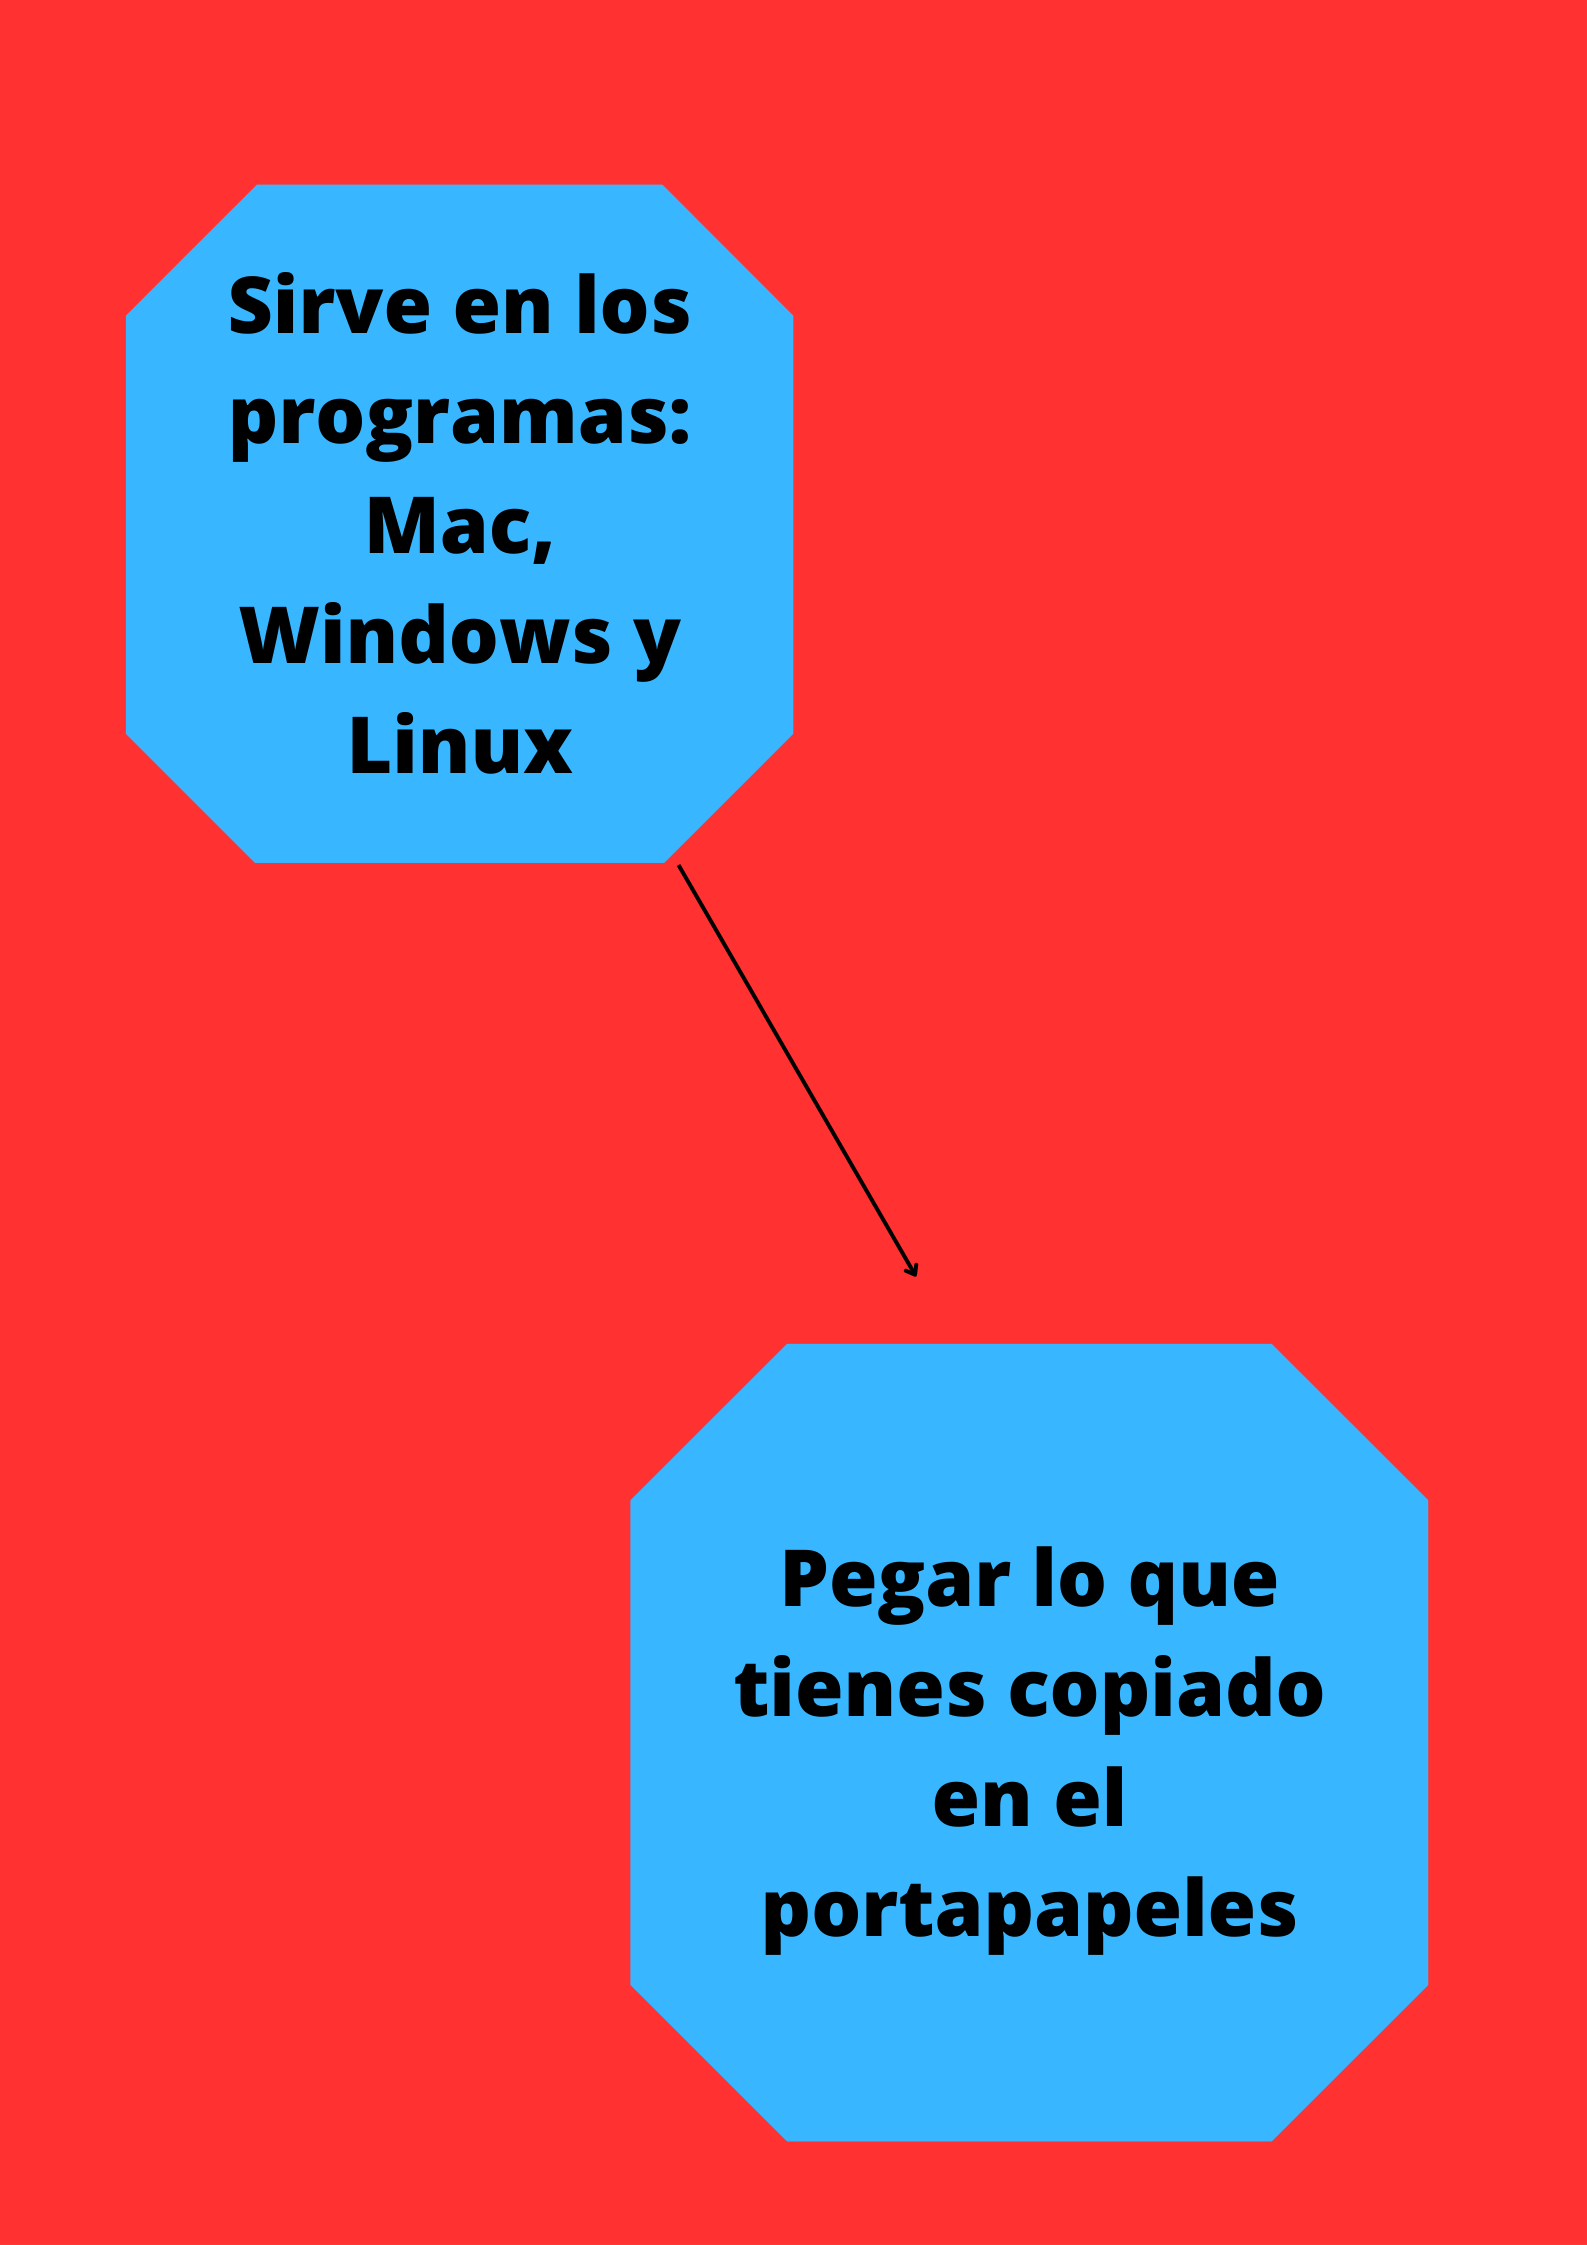 Sirve en los
programas:
Mac,
Windows y
Linux
Pegar lo que
tienes copiado
en el
portapapeles